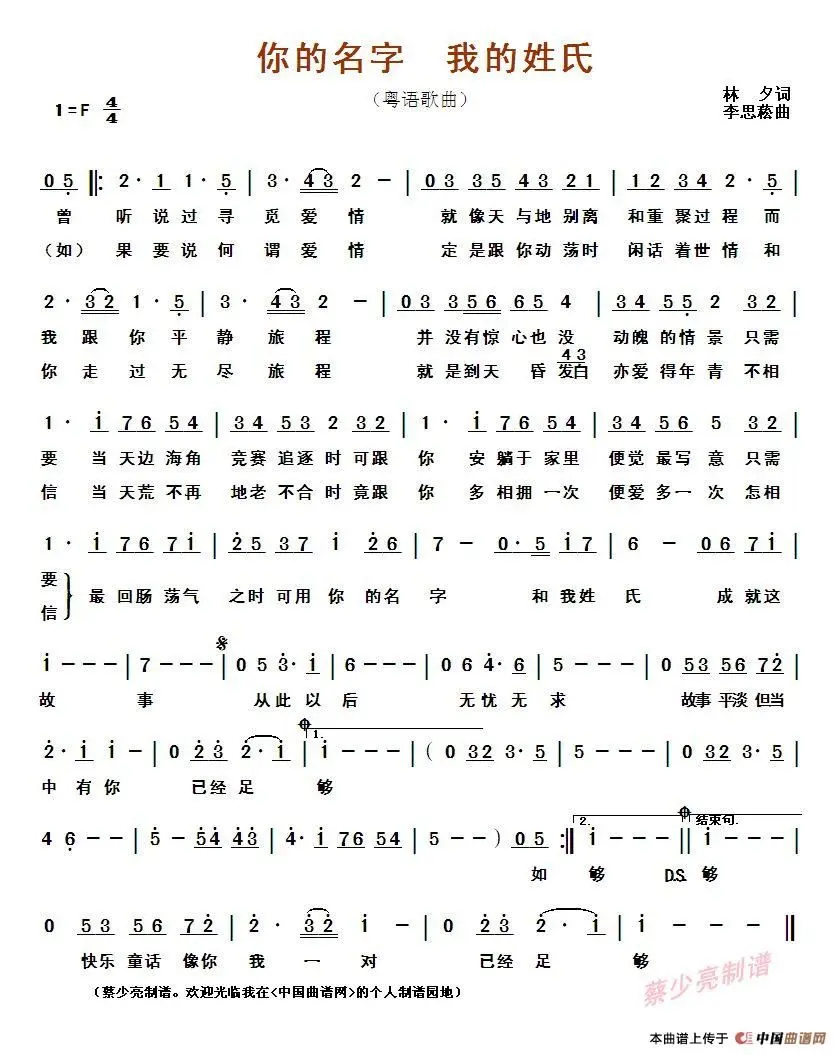 你的名字　我的姓氏
（粤语歌曲）
1=F 4/4
林　夕词
李思菘曲
0 5 ‖: 2· 1 1· 5 | 3· 4 3 2 － | 0 3 3 5 4 3 2 1 | 1 2 3 4 2· 5 |
曾 听 说 过 寻 觅 爱 情 就 像 天 与 地 别 离 和 重 聚 过 程 而
（如）果 要 说 何 谓 爱 情 定 是 跟 你 动 荡 时 闲 话 着 世 情 和
2· 3 2 1· 5 | 3· 4 3 2 － | 0 3 3 5 6 6 5 4 | 3 4 5 5 2 3 2 |
我 跟 你 平 静 旅 程 并 没 有 惊 心 也 没 动 魄 的 情 景 只 需
4 3
你 走 过 无 尽 旅 程 就 是 到 天 昏 发 白 亦 爱 得 年 青 不 相
1· i 7 6 5 4 | 3 4 5 3 2 3 2 | 1· i 7 6 5 4 | 3 4 5 6 5 3 2 |
要 当 天 边 海 角 竞 赛 追 逐 时 可 跟 你 安 躺 于 家 里 便 觉 最 写 意 只 需
信 当 天 荒 不 再 地 老 不 合 时 竟 跟 你 多 相 拥 一 次 便 爱 多 一 次 怎 相
1· i 7 6 7 i | 2 5 3 7 i 2 6 | 7 － 0· 5 i 7 | 6 － 0 6 7 i |
要
最 回 肠 荡 气 之 时 可 用 你 的 名 字 和 我 姓 氏 成 就 这
信
i － － － | 7 － － － | 0 5 3· i | 6 － － － | 0 6 4· 6 | 5 － － － | 0 5 3 5 6 7 2 |
故 事 从 此 以 后 无 忧 无 求 故 事 平 淡 但 当
1.
2· i i － | 0 2 3 2· i | i － － － | i － － － （ 0 3 2 3· 5 | 5 － － － | 0 3 2 3· 5 |
中 有 你 已 经 足 够
2. 结束句.
4 6 － － | 5 － 5 4 4 3 | 4· i 7 6 5 4 | 5 － － ） 0 5 :‖ i － － － ‖ i － － － |
如 够 D.S. 够
0 5 3 5 6 7 2 | 2· 3 2 i － | 0 2 3 2· i | i － － － ‖
快 乐 童 话 像 你 我 一 对 已 经 足 够
（蔡少亮制谱。欢迎光临我在<中国曲谱网>的个人制谱园地）
蔡少亮制谱
本曲谱上传于 中国曲谱网